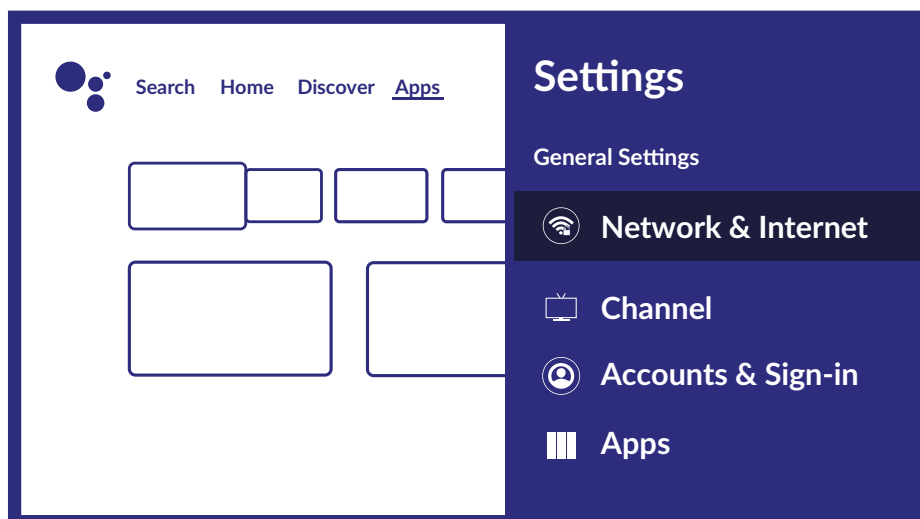 Search Home Discover Apps
Settings
General Settings
Network & Internet
Channel
Accounts & Sign-in
Apps